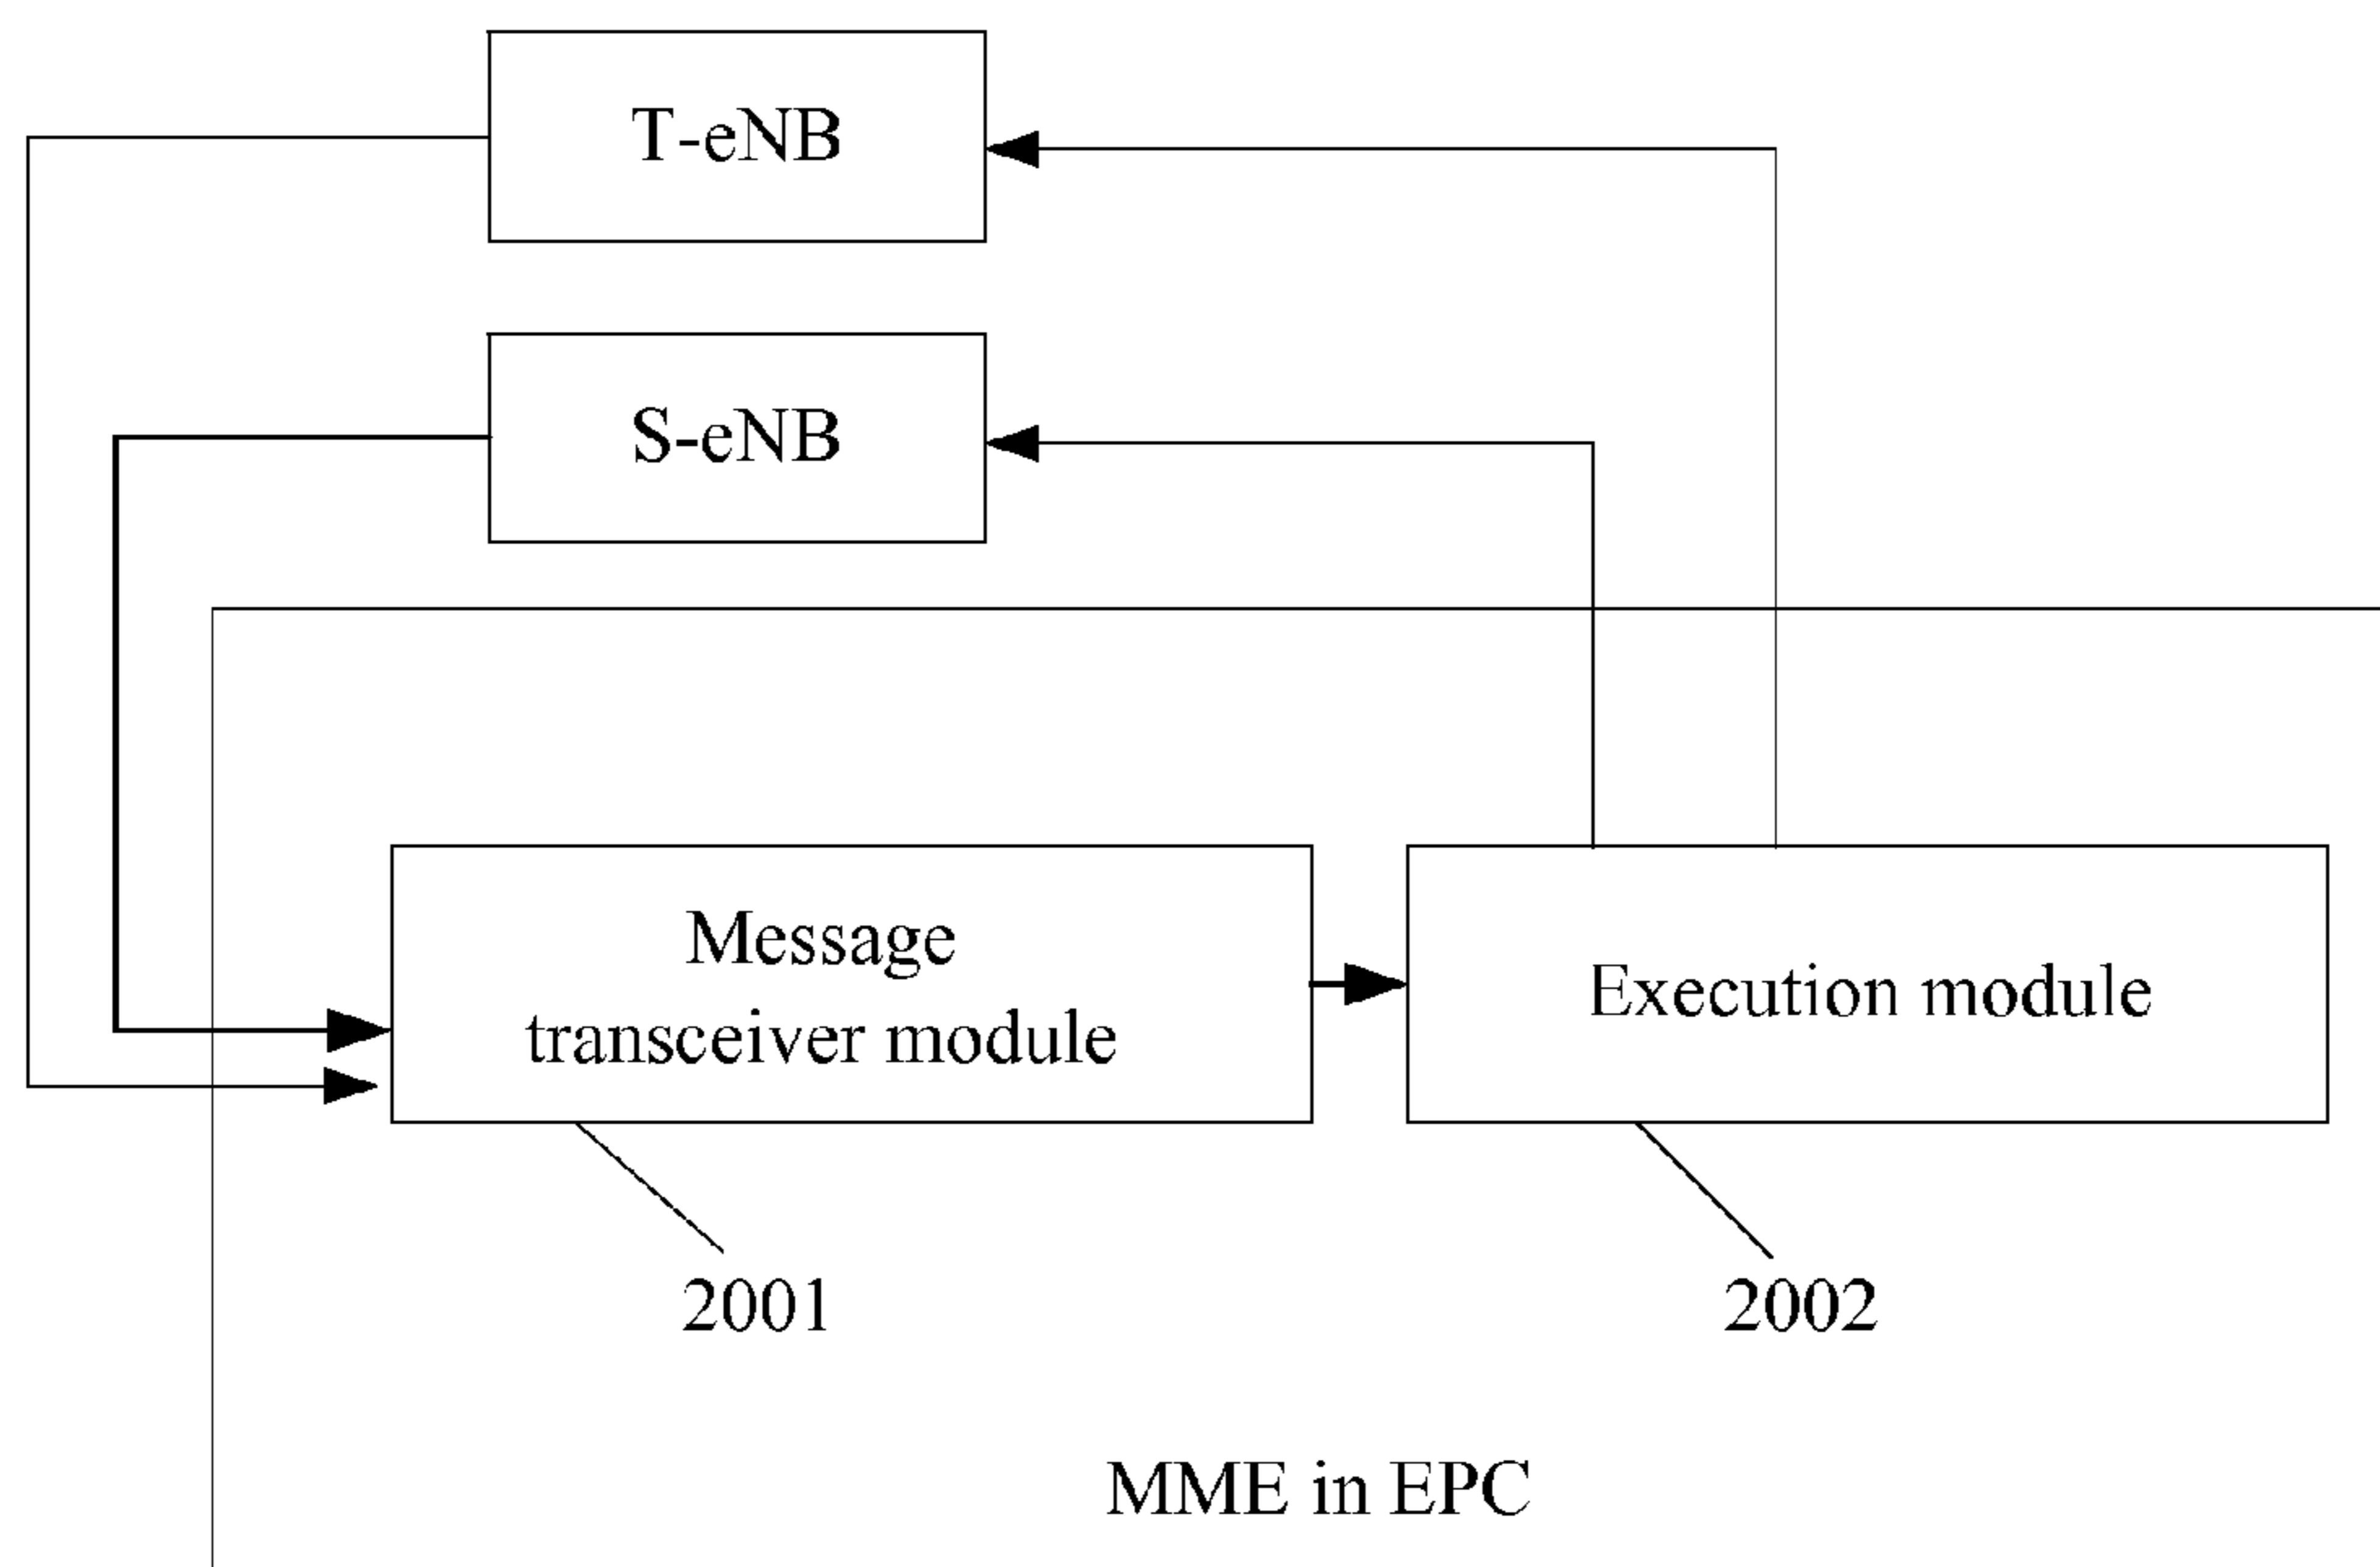 T-eNB
S-eNB
Message
transceiver module
Execution module
2001
2002
MME in EPC